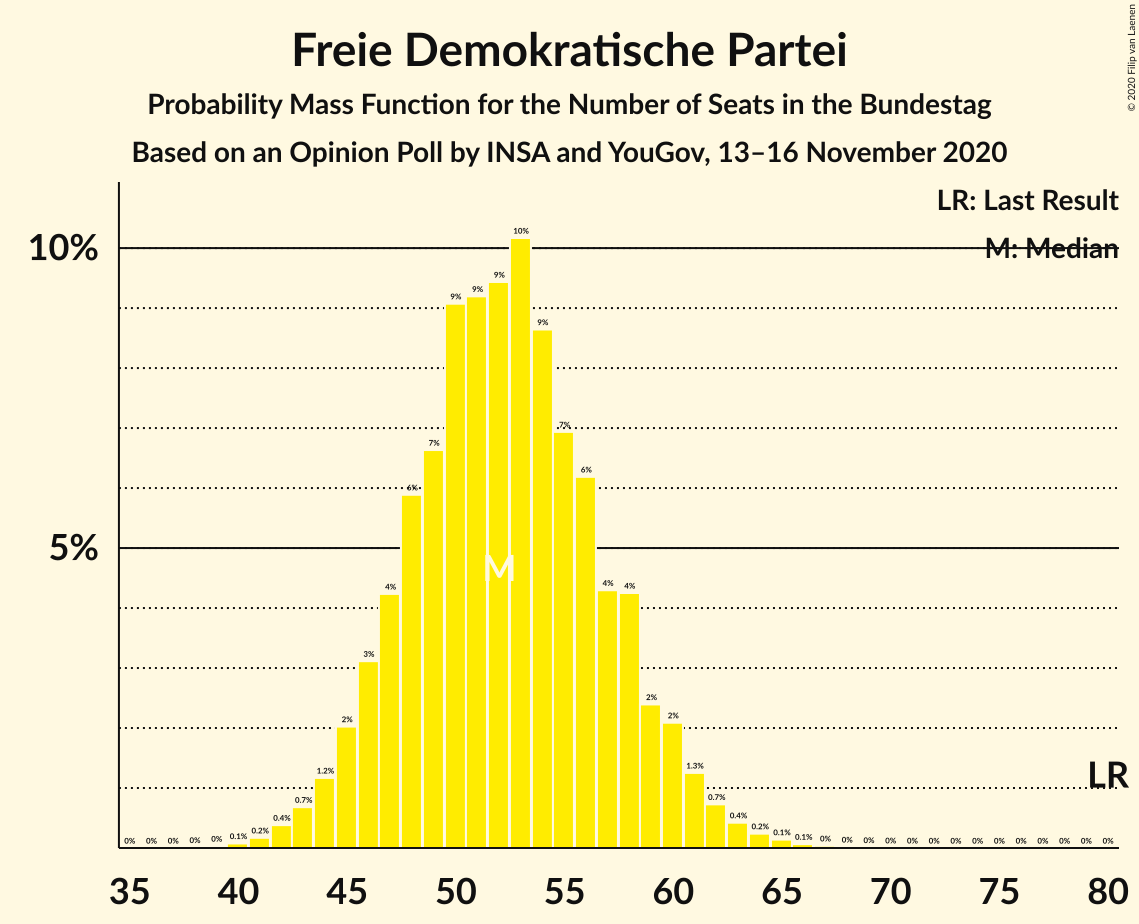 Freie Demokratische Partei
Probability Mass Function for the Number of Seats in the Bundestag
Based on an Opinion Poll by INSA and YouGov, 13–16 November 2020
© 2020 Filip van Laenen
LR: Last Result
M: Median
10%
5%
0% 0% 0% 0% 0% 0.1% 0.2% 0.4% 0.7% 1.2% 2% 3% 4% 6% 7% 9% 9% 9% 10% 9% 7% 6% 4% 4% 2% 2% 1.3% 0.7% 0.4% 0.2% 0.1% 0.1% 0% 0% 0% 0% 0% 0% 0% 0% 0% 0% 0% 0% 0% 0%
M
LR
35 40 45 50 55 60 65 70 75 80